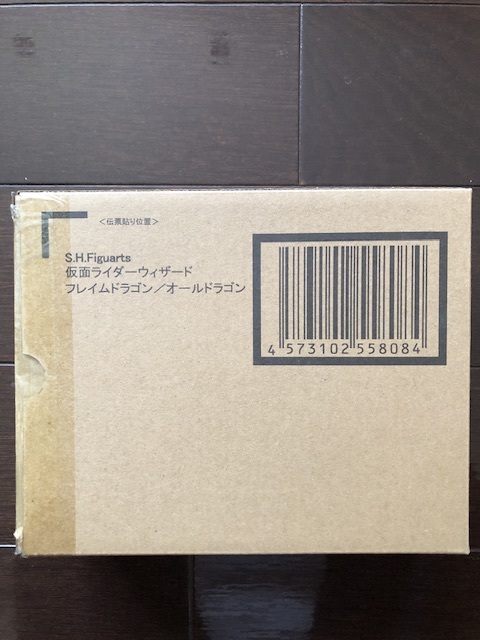 <伝票貼り位置>
S.H.Figuarts
仮面ライダーウィザード
フレイムドラゴン／オールドラゴン
4 573102 558084